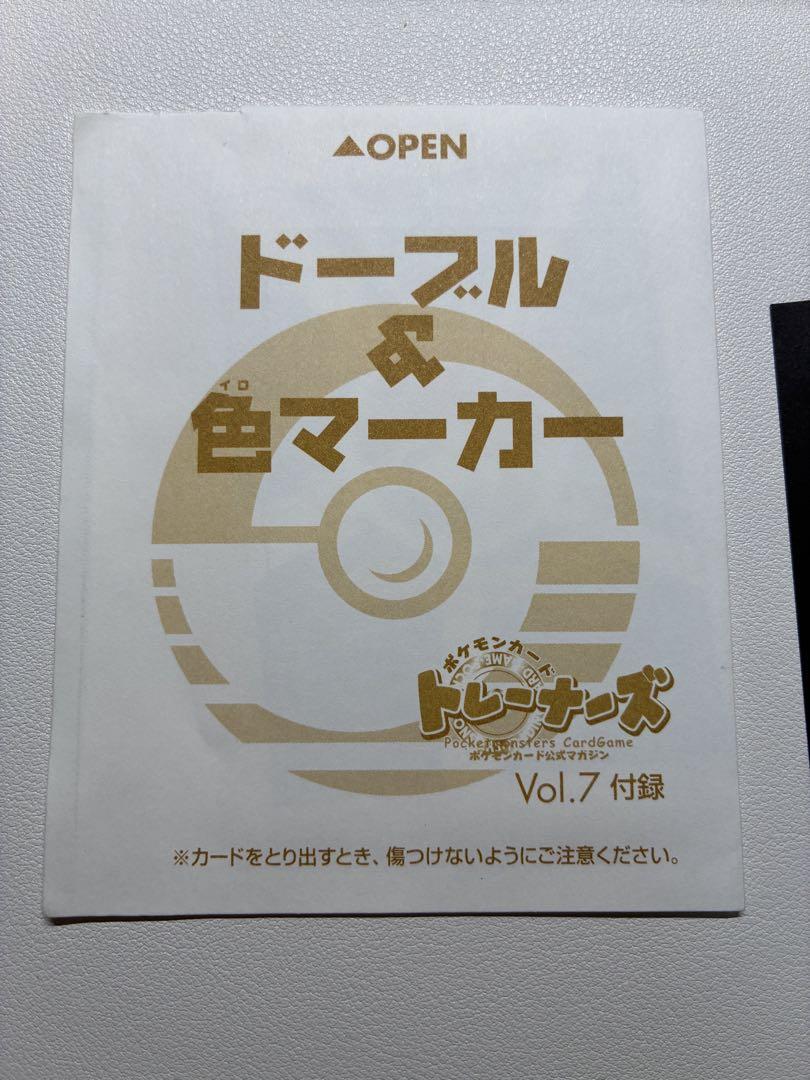 ▲OPEN
ドーブル
&
イロ
色マーカー
ポケモンカード
トレーナーズ
PocketMonsters CardGame
ポケモンカード公式マガジン
Vol.7 付録
※カードをとり出すとき、傷つけないようにご注意ください。